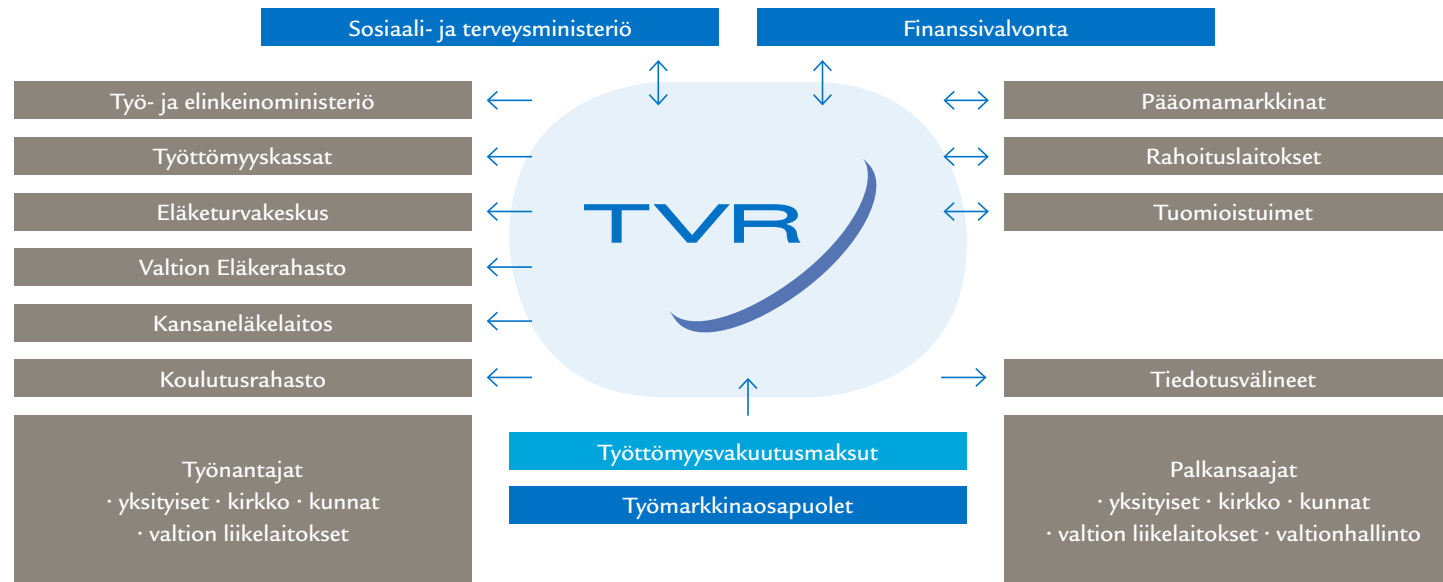 Sosiaali- ja terveysministeriö
Finanssivalvonta
Työ- ja elinkeinoministeriö
Työttömyyskassat
Eläketurvakeskus
Valtion Eläkerahasto
Kansaneläkelaitos
Koulutusrahasto
Työnantajat
· yksityiset · kirkko · kunnat
· valtion liikelaitokset
TVR
Työttömyysvakuutusmaksut
Työmarkkinaosapuolet
Pääomamarkkinat
Rahoituslaitokset
Tuomioistuimet
Tiedotusvälineet
Palkansaajat
· yksityiset · kirkko · kunnat
· valtion liikelaitokset · valtionhallinto